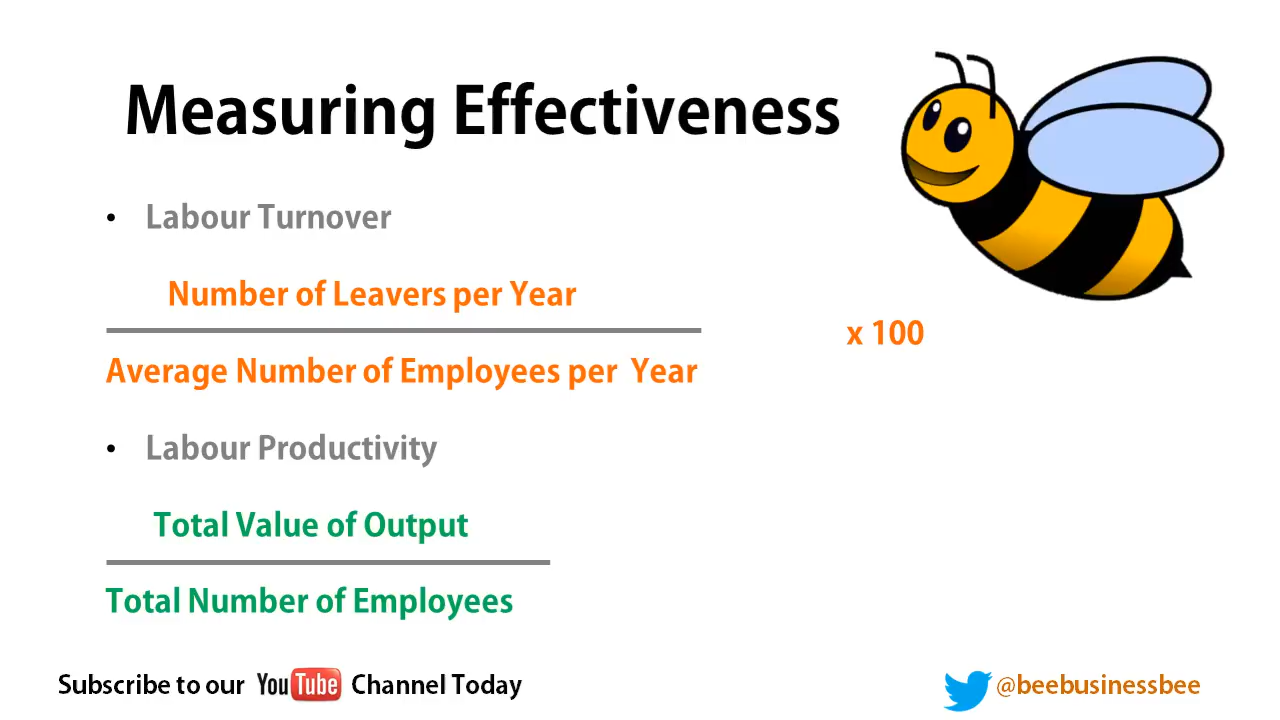 Measuring Effectiveness
• Labour Turnover
Number of Leavers per Year
x 100
Average Number of Employees per Year
• Labour Productivity
Total Value of Output
Total Number of Employees
Subscribe to our YouTube Channel Today
@beebusinessbee